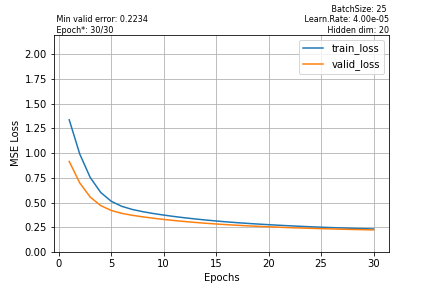 BatchSize: 25
Min valid error: 0.2234 Learn.Rate: 4.00e-05
Epoch*: 30/30 Hidden dim: 20
train_loss
valid_loss
2.00
1.75
1.50
1.25
1.00
0.75
0.50
0.25
0.00
MSE Loss
0 5 10 15 20 25 30
Epochs